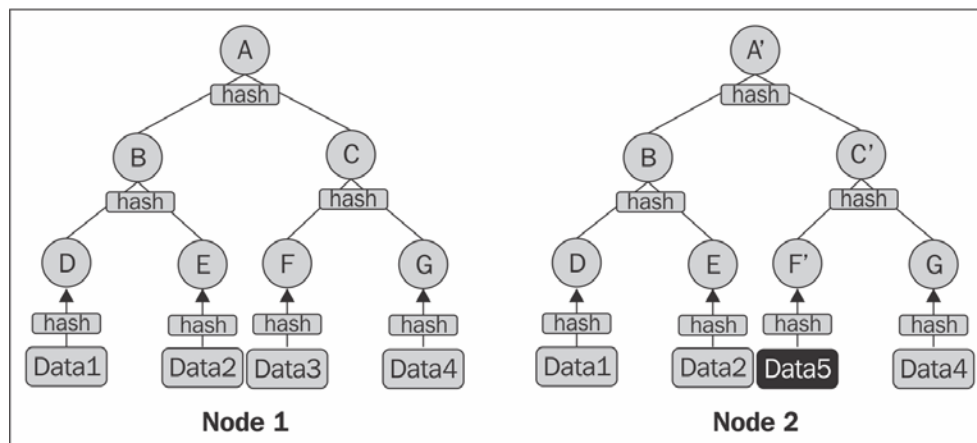 A A'
hash hash
B C B C'
hash hash hash hash
D E F G D E F' G
hash hash hash hash hash hash hash hash
Data1 Data2 Data3 Data4 Data1 Data2 Data5 Data4
Node 1 Node 2